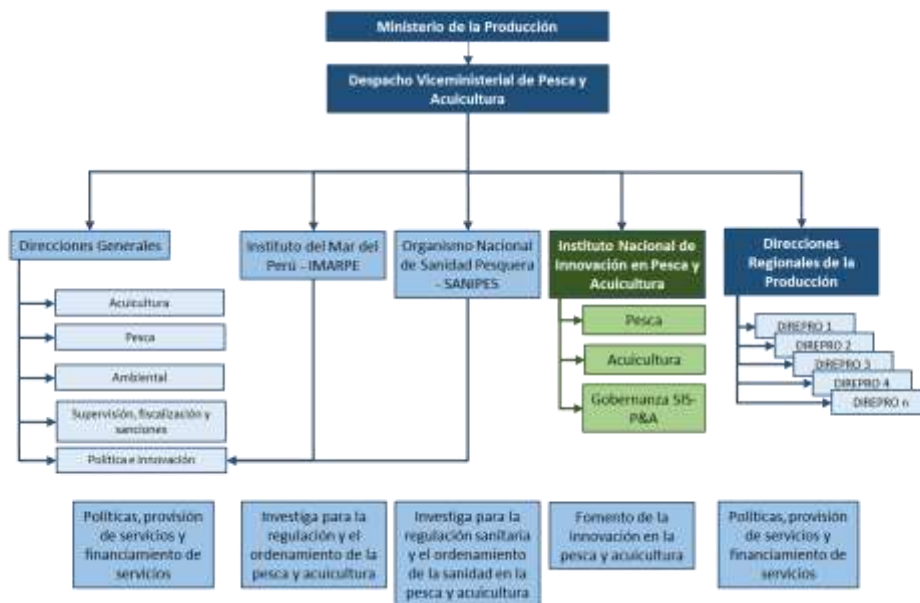 Ministerio de la Producción
Despacho Viceministerial de Pesca y
Acuicultura
Direcciones Generales
Instituto del Mar del
Perú - IMARPE
Organismo Nacional
de Sanidad Pesquera
- SANIPES
Instituto Nacional de
Innovación en Pesca y
Acuicultura
Direcciones
Regionales de la
Producción
Acuicultura
Pesca
Ambiental
Supervisión, fiscalización y
sanciones
Política e innovación
Pesca
Acuicultura
Gobernanza SIS-
P&A
DIREPRO 1
DIREPRO 2
DIREPRO 3
DIREPRO 4
DIREPRO n
Políticas, provisión
de servicios y
financiamiento de
servicios
Investiga para la
regulación y el
ordenamiento de la
pesca y acuicultura
Investiga para la
regulación sanitaria
y el ordenamiento
de la sanidad en la
pesca y acuicultura
Fomento de la
innovación en la
pesca y acuicultura
Políticas, provisión
de servicios y
financiamiento de
servicios